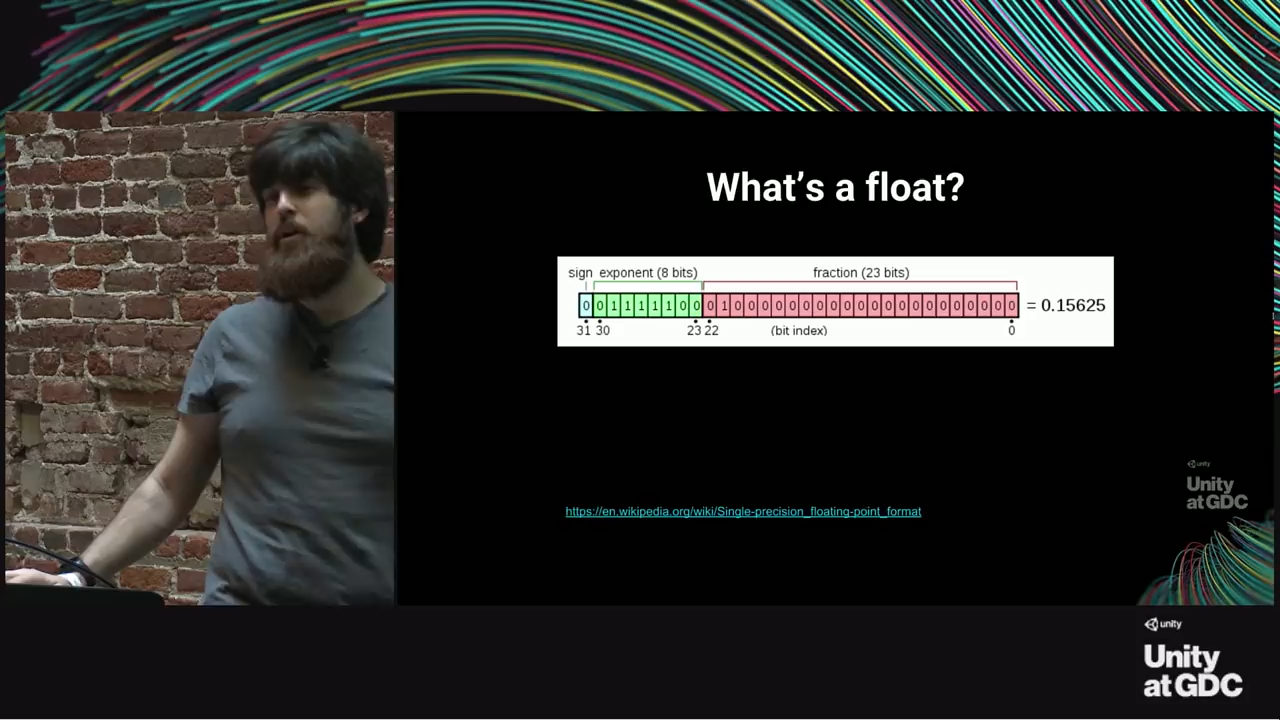 What's a float?
sign exponent (8 bits) fraction (23 bits)
0 0 1 1 1 1 1 0 0 0 1 0 0 0 0 0 0 0 0 0 0 0 0 0 0 0 0 0 0 0 0 0 = 0.15625
31 30 23 22 (bit index) 0
https://en.wikipedia.org/wiki/Single-precision_floating-point_format
unity
Unity
at GDC
unity
Unity
at GDC